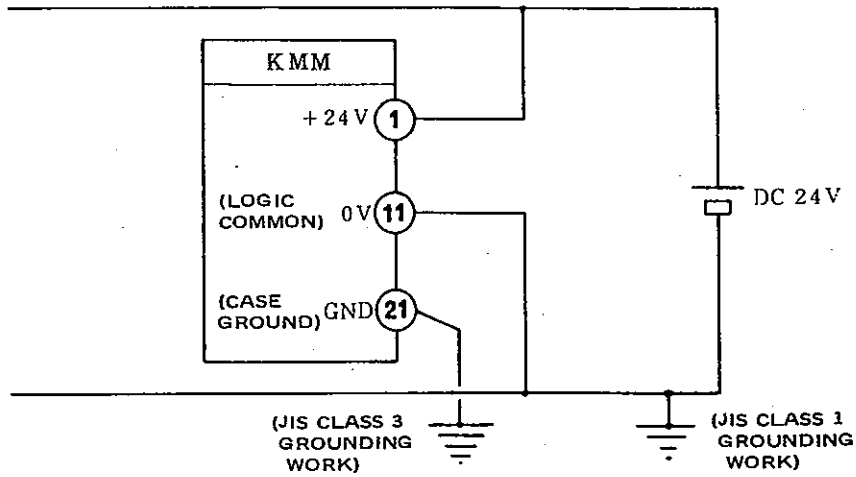 KMM
+24V 1
(LOGIC
COMMON) 0V 11
(CASE
GROUND) GND 21
DC 24V
(JIS CLASS 3
GROUNDING
WORK)
(JIS CLASS 1
GROUNDING
WORK)